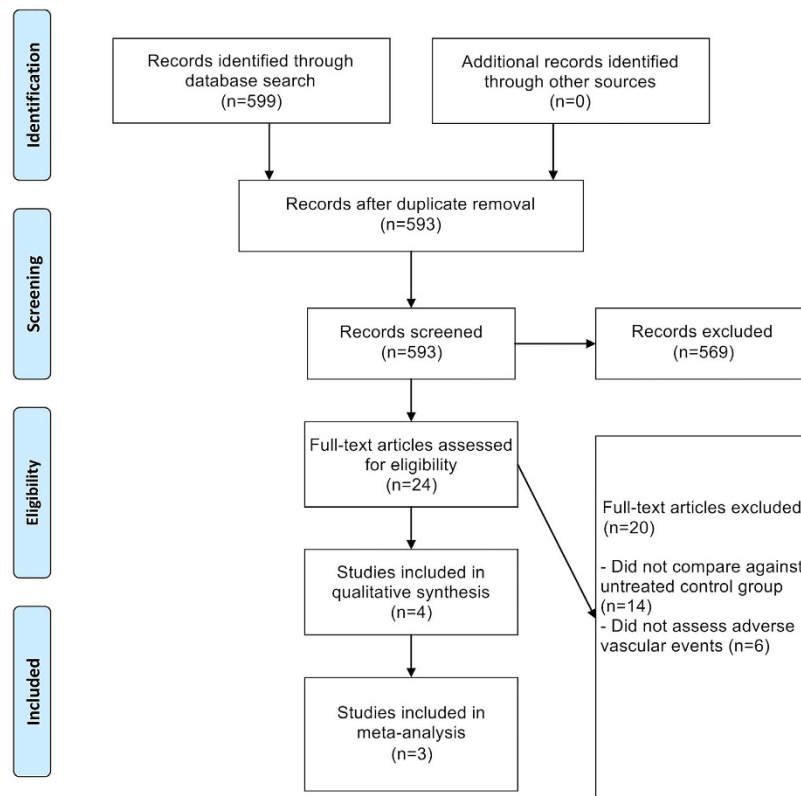 Identification
Records identified through
database search
(n=599)
Additional records identified
through other sources
(n=0)
Records after duplicate removal
(n=593)
Screening
Records screened
(n=593)
Records excluded
(n=569)
Eligibility
Full-text articles assessed
for eligibility
(n=24)
Full-text articles excluded
(n=20)
- Did not compare against
untreated control group
(n=14)
- Did not assess adverse
vascular events (n=6)
Studies included in
qualitative synthesis
(n=4)
Included
Studies included in
meta-analysis
(n=3)